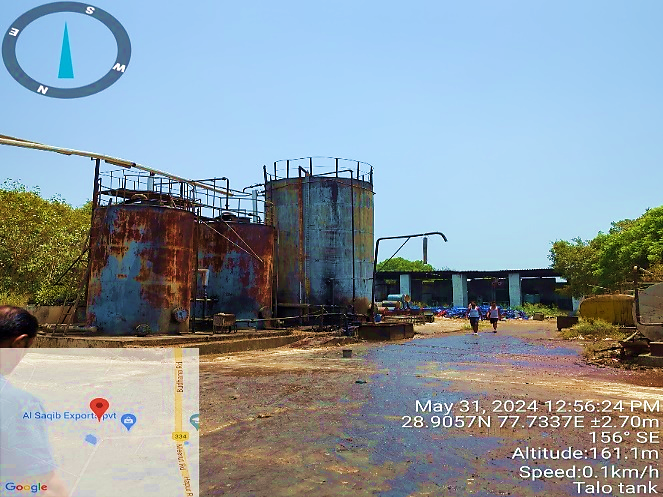 S
E
W
N
May 31, 2024 12:56:24 PM
28.9057N 77.7337E ±2.70m
156° SE
Altitude:161.1m
Speed:0.1km/h
Talo tank
Al Saqib Exports pvt
334
Google